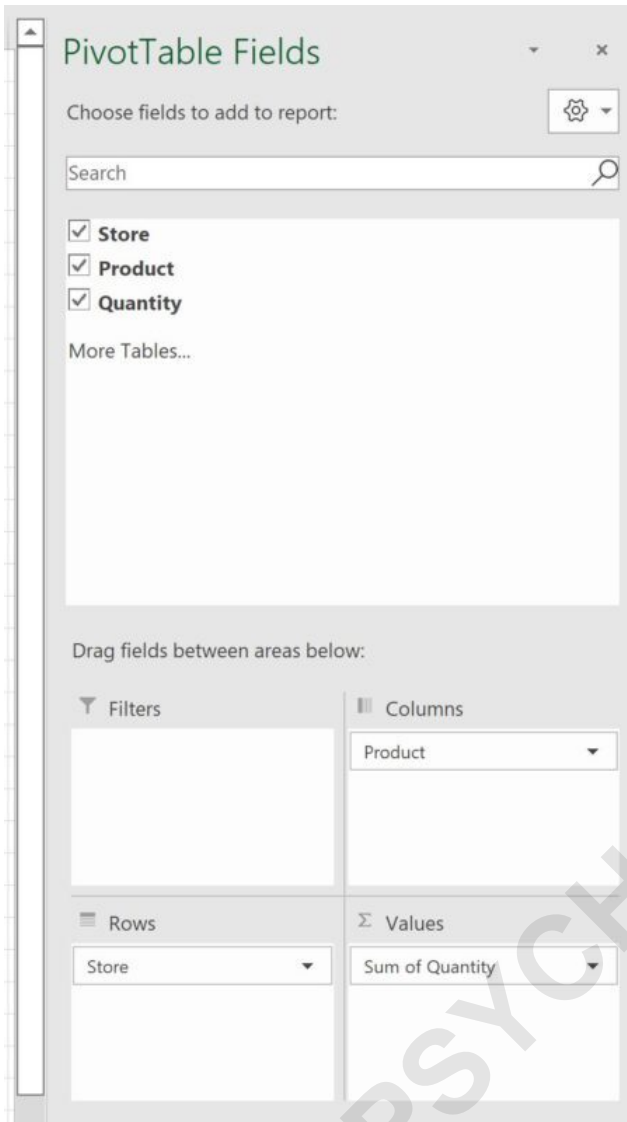 PivotTable Fields
Choose fields to add to report:
Search
Store
Product
Quantity
More Tables...
Drag fields between areas below:
Filters
Columns
Product
Rows
Σ Values
Store
Sum of Quantity
PSYCH